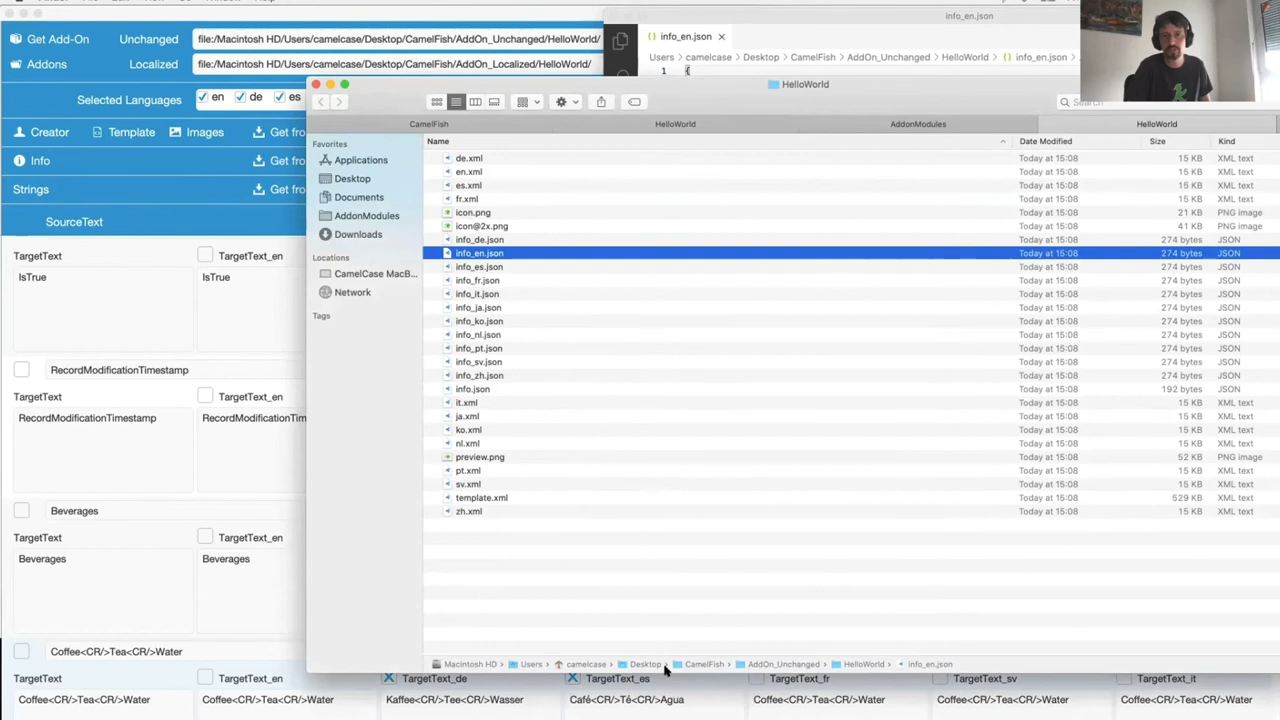 info_en.json
Get Add-On
Unchanged
file:/Macintosh HD/Users/camelcase/Desktop/CamelFish/AddOn_Unchanged/HelloWorld/
info_en.json
Addons
Localized
file:/Macintosh HD/Users/camelcase/Desktop/CamelFish/AddOn_Localized/HelloWorld/
Users
camelcase
Desktop
CamelFish
AddOn_Unchanged
HelloWorld
info_en.json
1
{
Selected Languages
en
de
es
HelloWorld
Search
Creator
Template
Images
Get fro
Info
Get fro
Strings
Get fro
SourceText
TargetText
TargetText_en
IsTrue
IsTrue
RecordModificationTimestamp
TargetText
TargetText_en
RecordModificationTimestamp
RecordModificationTim
Beverages
TargetText
TargetText_en
Beverages
Beverages
Coffee<CR/>Tea<CR/>Water
TargetText
TargetText_en
TargetText_de
TargetText_es
TargetText_fr
TargetText_sv
TargetText_it
Coffee<CR/>Tea<CR/>Water
Coffee<CR/>Tea<CR/>Water
Kaffee<CR/>Tee<CR/>Wasser
Café<CR/>Té<CR/>Agua
Coffee<CR/>Tea<CR/>Water
Coffee<CR/>Tea<CR/>Water
Coffee<CR/>Tea<CR/>Water
CamelFish
HelloWorld
AddonModules
HelloWorld
Favorites
Applications
Desktop
Documents
AddonModules
Downloads
Locations
CamelCase MacB...
Network
Tags
Name
Date Modified
Size
Kind
de.xml Today at 15:08 15 KB XML text
en.xml Today at 15:08 15 KB XML text
es.xml Today at 15:08 15 KB XML text
fr.xml Today at 15:08 15 KB XML text
icon.png Today at 15:08 21 KB PNG image
icon@2x.png Today at 15:08 41 KB PNG image
info_de.json Today at 15:08 274 bytes JSON
info_en.json Today at 15:08 274 bytes JSON
info_es.json Today at 15:08 274 bytes JSON
info_fr.json Today at 15:08 274 bytes JSON
info_it.json Today at 15:08 274 bytes JSON
info_ja.json Today at 15:08 274 bytes JSON
info_ko.json Today at 15:08 274 bytes JSON
info_nl.json Today at 15:08 274 bytes JSON
info_pt.json Today at 15:08 274 bytes JSON
info_sv.json Today at 15:08 274 bytes JSON
info_zh.json Today at 15:08 274 bytes JSON
info.json Today at 15:08 192 bytes JSON
it.xml Today at 15:08 15 KB XML text
ja.xml Today at 15:08 15 KB XML text
ko.xml Today at 15:08 15 KB XML text
nl.xml Today at 15:08 15 KB XML text
preview.png Today at 15:08 52 KB PNG image
pt.xml Today at 15:08 15 KB XML text
sv.xml Today at 15:08 15 KB XML text
template.xml Today at 15:08 529 KB XML text
zh.xml Today at 15:08 15 KB XML text
Macintosh HD › Users › camelcase › Desktop › CamelFish › AddOn_Unchanged › HelloWorld › info_en.json